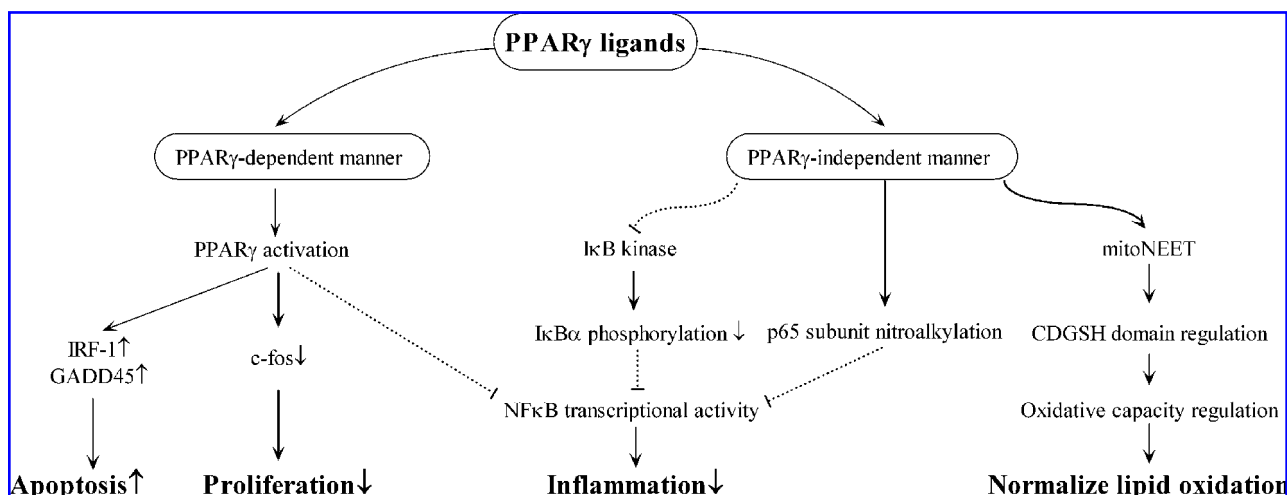 PPARγ ligands
PPARγ-dependent manner
PPARγ-independent manner
PPARγ activation
IκB kinase
mitoNEET
IRF-1↑
GADD45↑
c-fos↓
IκBα phosphorylation ↓
p65 subunit nitroalkylation
CDGSH domain regulation
NFκB transcriptional activity
Oxidative capacity regulation
Apoptosis↑
Proliferation↓
Inflammation↓
Normalize lipid oxidation